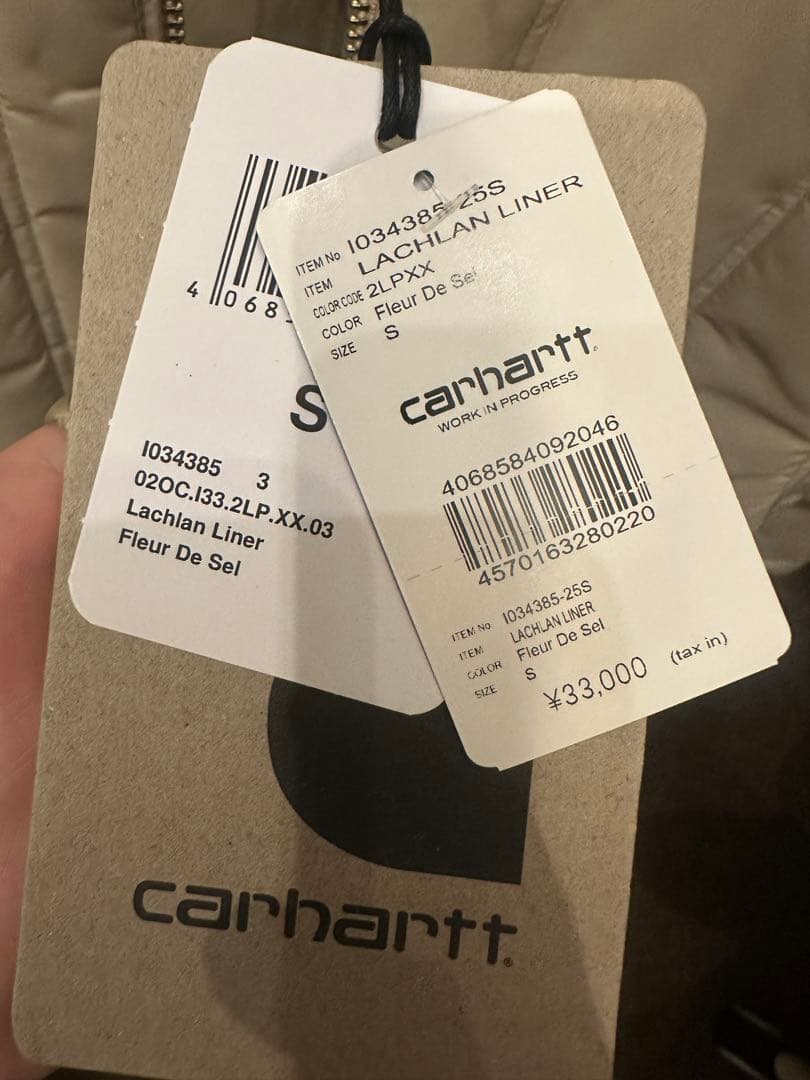 4 068
S
I034385 3
02OC.I33.2LP.XX.03
Lachlan Liner
Fleur De Sel
ITEM No I034385-25S
ITEM LACHLAN LINER
COLOR CODE 2LPXX
COLOR Fleur De Sel
SIZE S
carhartt.
WORK IN PROGRESS
4068584092046
4570163280220
ITEM No I034385-25S
ITEM LACHLAN LINER
COLOR Fleur De Sel
SIZE S
¥33,000 (tax in)
carhartt®